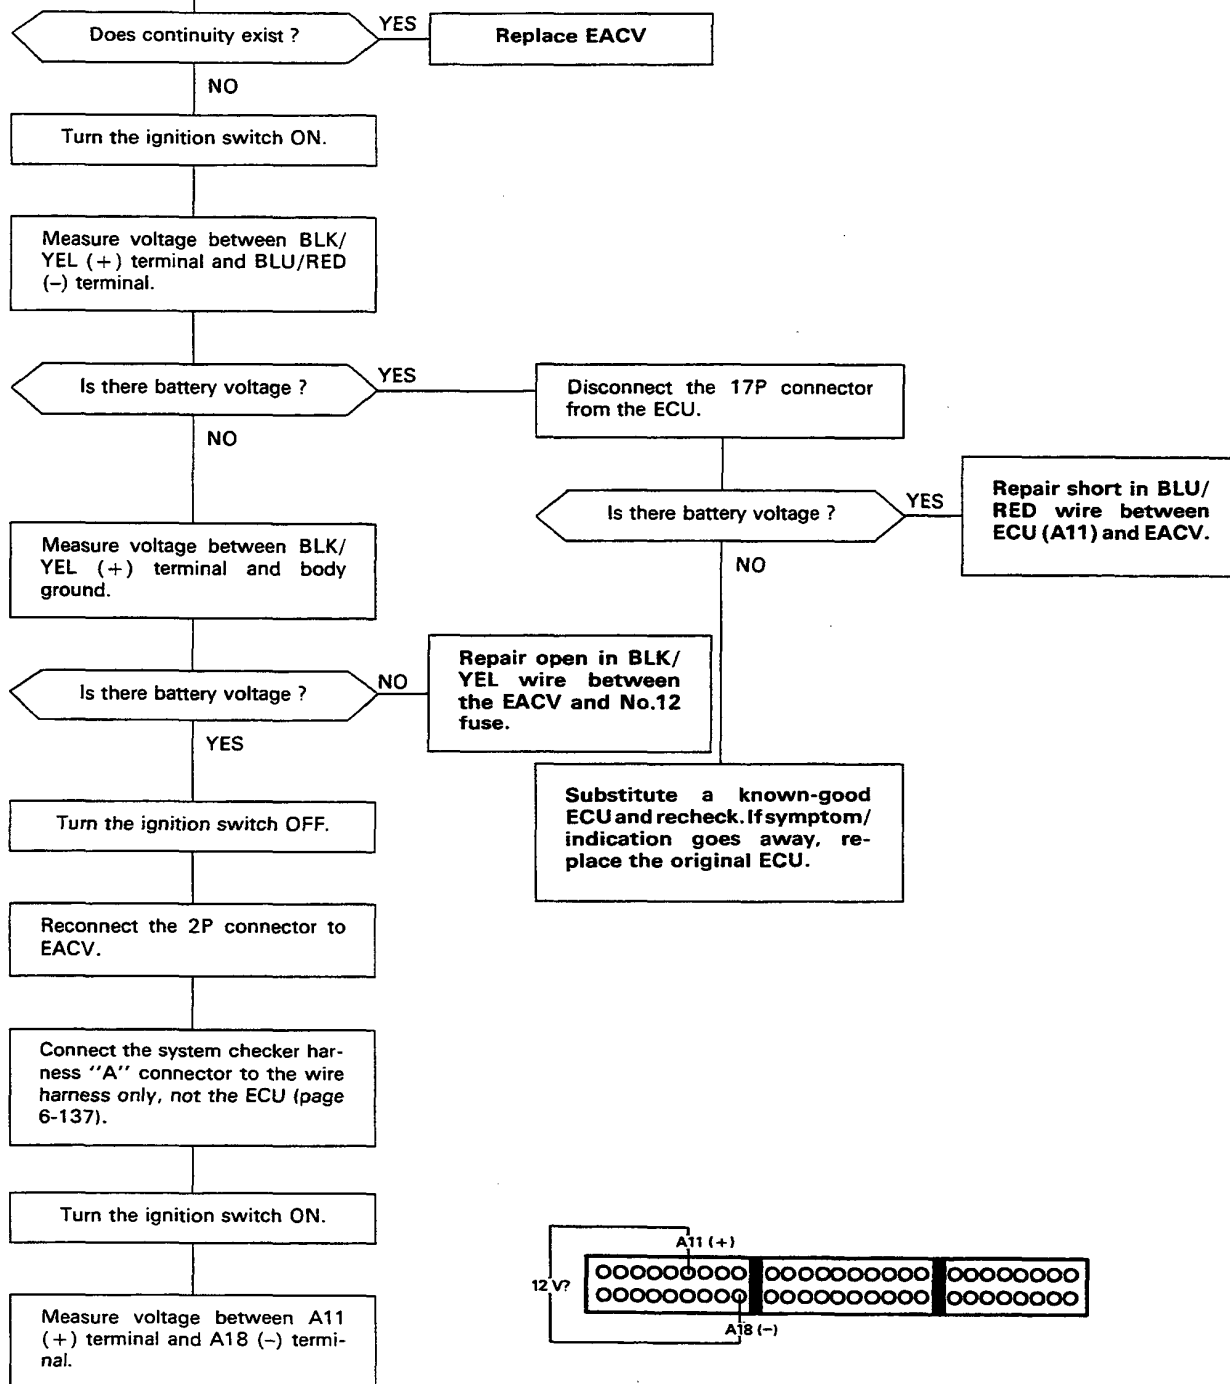 Does continuity exist ?
YES
Replace EACV
NO
Turn the ignition switch ON.
Measure voltage between BLK/
YEL (+) terminal and BLU/RED
(–) terminal.
Is there battery voltage ?
YES
Disconnect the 17P connector
from the ECU.
NO
Is there battery voltage ?
YES
Repair short in BLU/
RED wire between
ECU (A11) and EACV.
NO
Measure voltage between BLK/
YEL (+) terminal and body
ground.
Is there battery voltage ?
NO
Repair open in BLK/
YEL wire between
the EACV and No.12
fuse.
YES
Substitute a known-good
ECU and recheck. If symptom/
indication goes away, re-
place the original ECU.
Turn the ignition switch OFF.
Reconnect the 2P connector to
EACV.
Connect the system checker har-
ness "A" connector to the wire
harness only, not the ECU (page
6-137).
Turn the ignition switch ON.
Measure voltage between A11
(+) terminal and A18 (–) termi-
nal.
A11 (+)
12 V?
A18 (–)